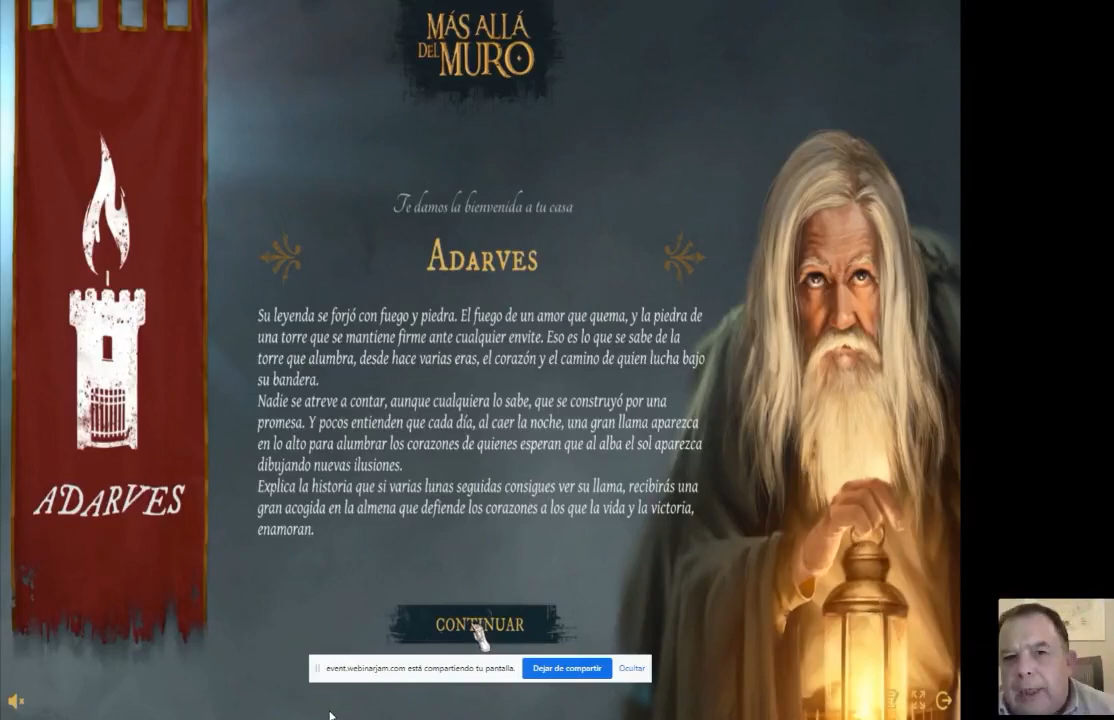 MÁS ALLÁ
DEL MURO
Te damos la bienvenida a tu casa
ADARVES
Su leyenda se forjó con fuego y piedra. El fuego de un amor que quema, y la piedra de
una torre que se mantiene firme ante cualquier envite. Eso es lo que se sabe de la
torre que alumbra, desde hace varias eras, el corazón y el camino de quien lucha bajo
su bandera.
Nadie se atreve a contar, aunque cualquiera lo sabe, que se construyó por una
promesa. Y pocos entienden que cada día, al caer la noche, una gran llama aparezca
en lo alto para alumbrar los corazones de quienes esperan que al alba el sol aparezca
dibujando nuevas ilusiones.
Explica la historia que si varias lunas seguidas consigues ver su llama, recibirás una
gran acogida en la almena que defiende los corazones a los que la vida y la victoria,
enamoran.
ADARVES
CONTINUAR
event.webinarjam.com está compartiendo tu pantalla.
Dejar de compartir
Ocultar